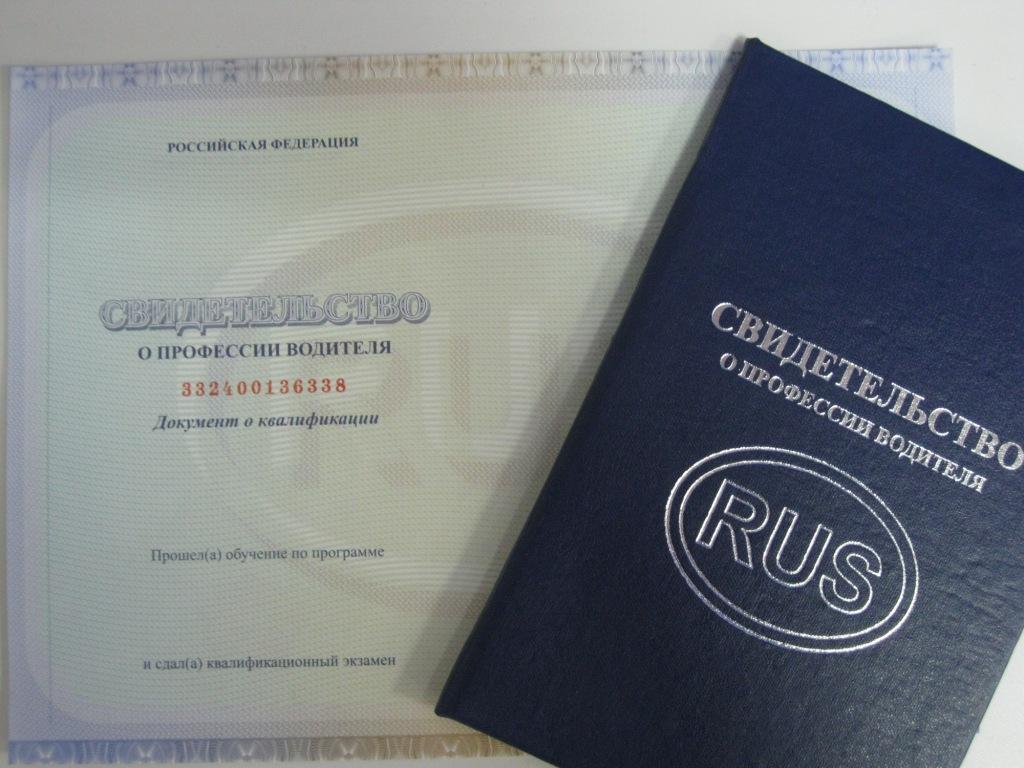 РОССИЙСКАЯ ФЕДЕРАЦИЯ
СВИДЕТЕЛЬСТВО
О ПРОФЕССИИ ВОДИТЕЛЯ
332400136338
Документ о квалификации
Прошел(а) обучение по программе
и сдал(а) квалификационный экзамен
RUS
СВИДЕТЕЛЬСТВО
О ПРОФЕССИИ ВОДИТЕЛЯ
RUS